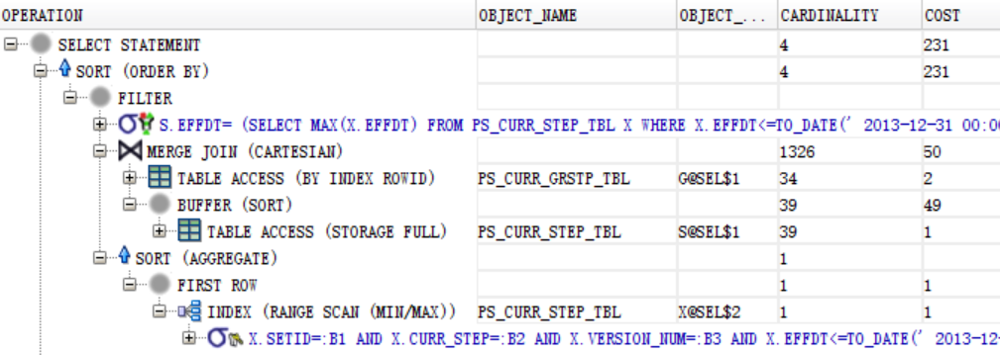 OPERATION OBJECT_NAME OBJECT_... CARDINALITY COST
SELECT STATEMENT 4 231
SORT (ORDER BY) 4 231
FILTER
S.EFFDT= (SELECT MAX(X.EFFDT) FROM PS_CURR_STEP_TBL X WHERE X.EFFDT<=TO_DATE(' 2013-12-31 00:00
MERGE JOIN (CARTESIAN) 1326 50
TABLE ACCESS (BY INDEX ROWID) PS_CURR_GRSTP_TBL G@SEL$1 34 2
BUFFER (SORT) 39 49
TABLE ACCESS (STORAGE FULL) PS_CURR_STEP_TBL S@SEL$1 39 1
SORT (AGGREGATE) 1
FIRST ROW 1 1
INDEX (RANGE SCAN (MIN/MAX)) PS_CURR_STEP_TBL X@SEL$2 1 1
X.SETID=:B1 AND X.CURR_STEP=:B2 AND X.VERSION_NUM=:B3 AND X.EFFDT<=TO_DATE(' 2013-12-